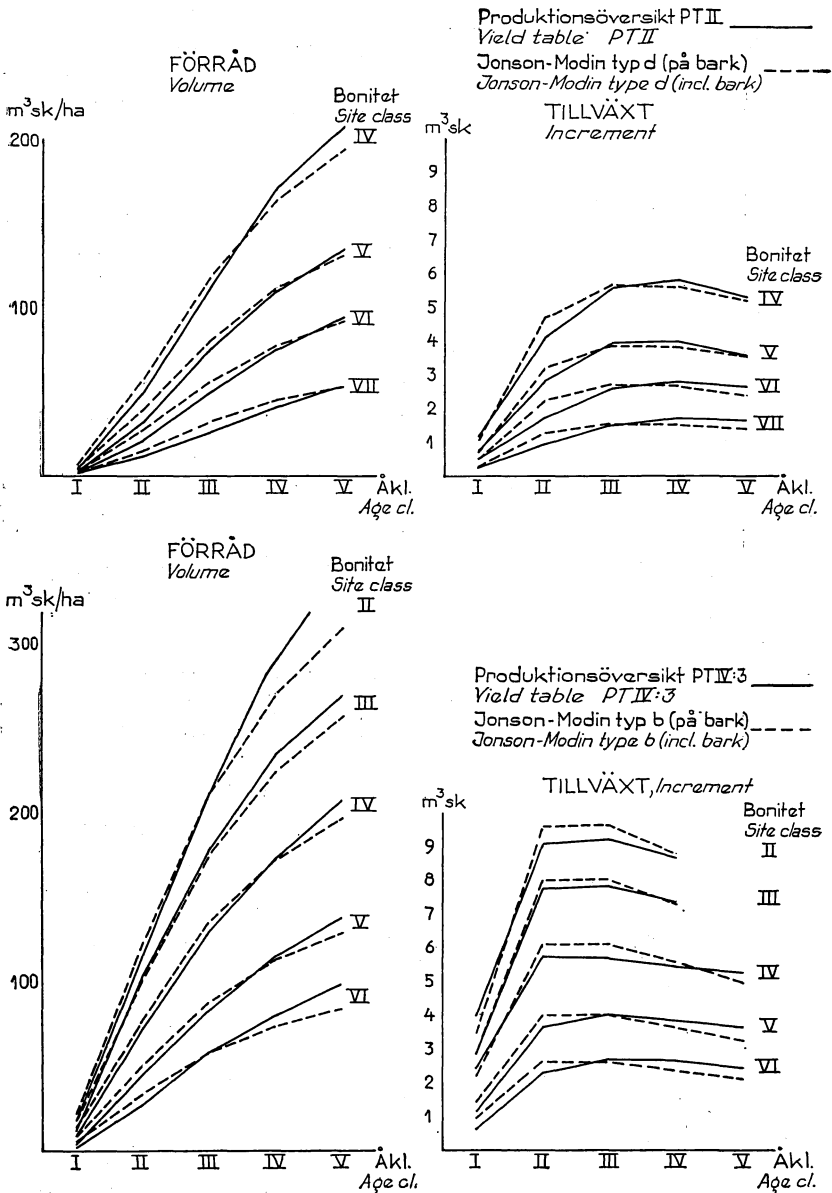 Produktionsöversikt PT II
Yield table PT II
Jonson-Modin typ d (på bark)
Jonson-Modin type d (incl. bark)
FÖRRÅD
Volume
m³sk/ha
Bonitet
Site class
200
100
IV
V
VI
VII
I II III IV V Åkl.
Age cl.
TILLVÄXT
Increment
m³sk
9
8
7
6
5
4
3
2
1
Bonitet
Site class
IV
V
VI
VII
I II III IV V Åkl.
Age cl.
FÖRRÅD
Volume
m³sk/ha
Bonitet
Site class
300
200
100
II
III
IV
V
VI
I II III IV V Åkl.
Age cl.
Produktionsöversikt PT IV:3
Yield table PT IV:3
Jonson-Modin typ b (på bark)
Jonson-Modin type b (incl. bark)
TILLVÄXT, Increment
m³sk
9
8
7
6
5
4
3
2
1
Bonitet
Site class
II
III
IV
V
VI
I II III IV V Åkl.
Age cl.